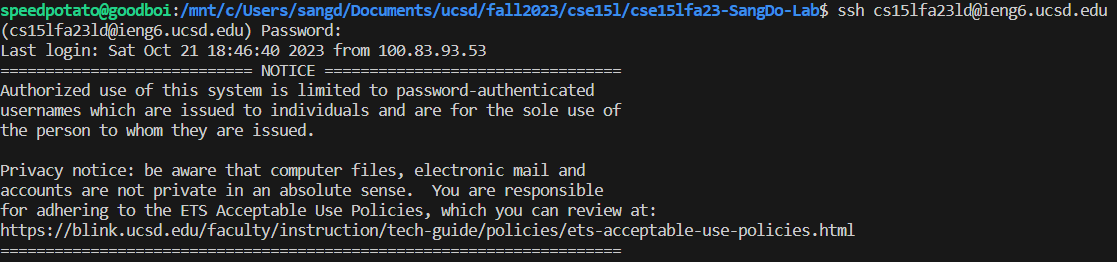 speedpotato@goodboi:/mnt/c/Users/sangd/Documents/ucsd/fall2023/cse15l/cse15lfa23-SangDo-Lab$ ssh cs15lfa23ld@ieng6.ucsd.edu
(cs15lfa23ld@ieng6.ucsd.edu) Password:
Last login: Sat Oct 21 18:46:40 2023 from 100.83.93.53
============================ NOTICE =================================
Authorized use of this system is limited to password-authenticated
usernames which are issued to individuals and are for the sole use of
the person to whom they are issued.

Privacy notice: be aware that computer files, electronic mail and
accounts are not private in an absolute sense.  You are responsible
for adhering to the ETS Acceptable Use Policies, which you can review at:
https://blink.ucsd.edu/faculty/instruction/tech-guide/policies/ets-acceptable-use-policies.html
=====================================================================